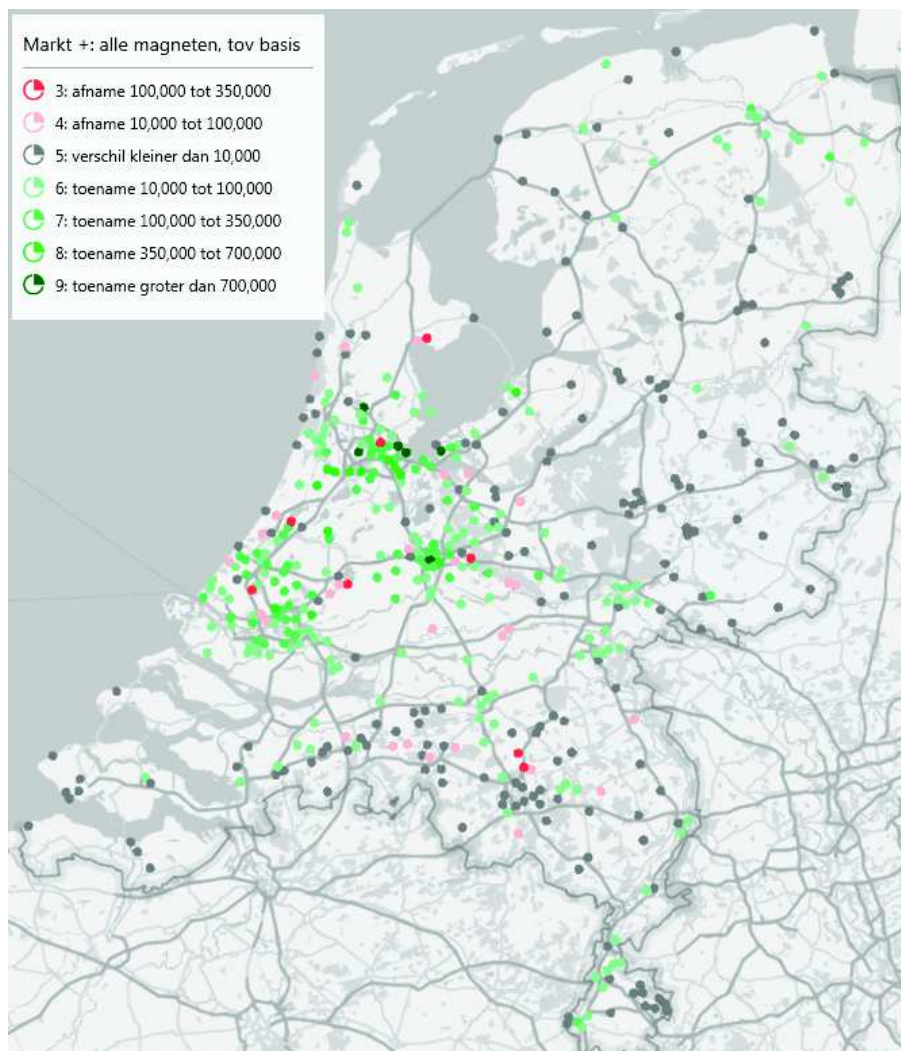 Markt +: alle magneten, tov basis
3: afname 100,000 tot 350,000
4: afname 10,000 tot 100,000
5: verschil kleiner dan 10,000
6: toename 10,000 tot 100,000
7: toename 100,000 tot 350,000
8: toename 350,000 tot 700,000
9: toename groter dan 700,000